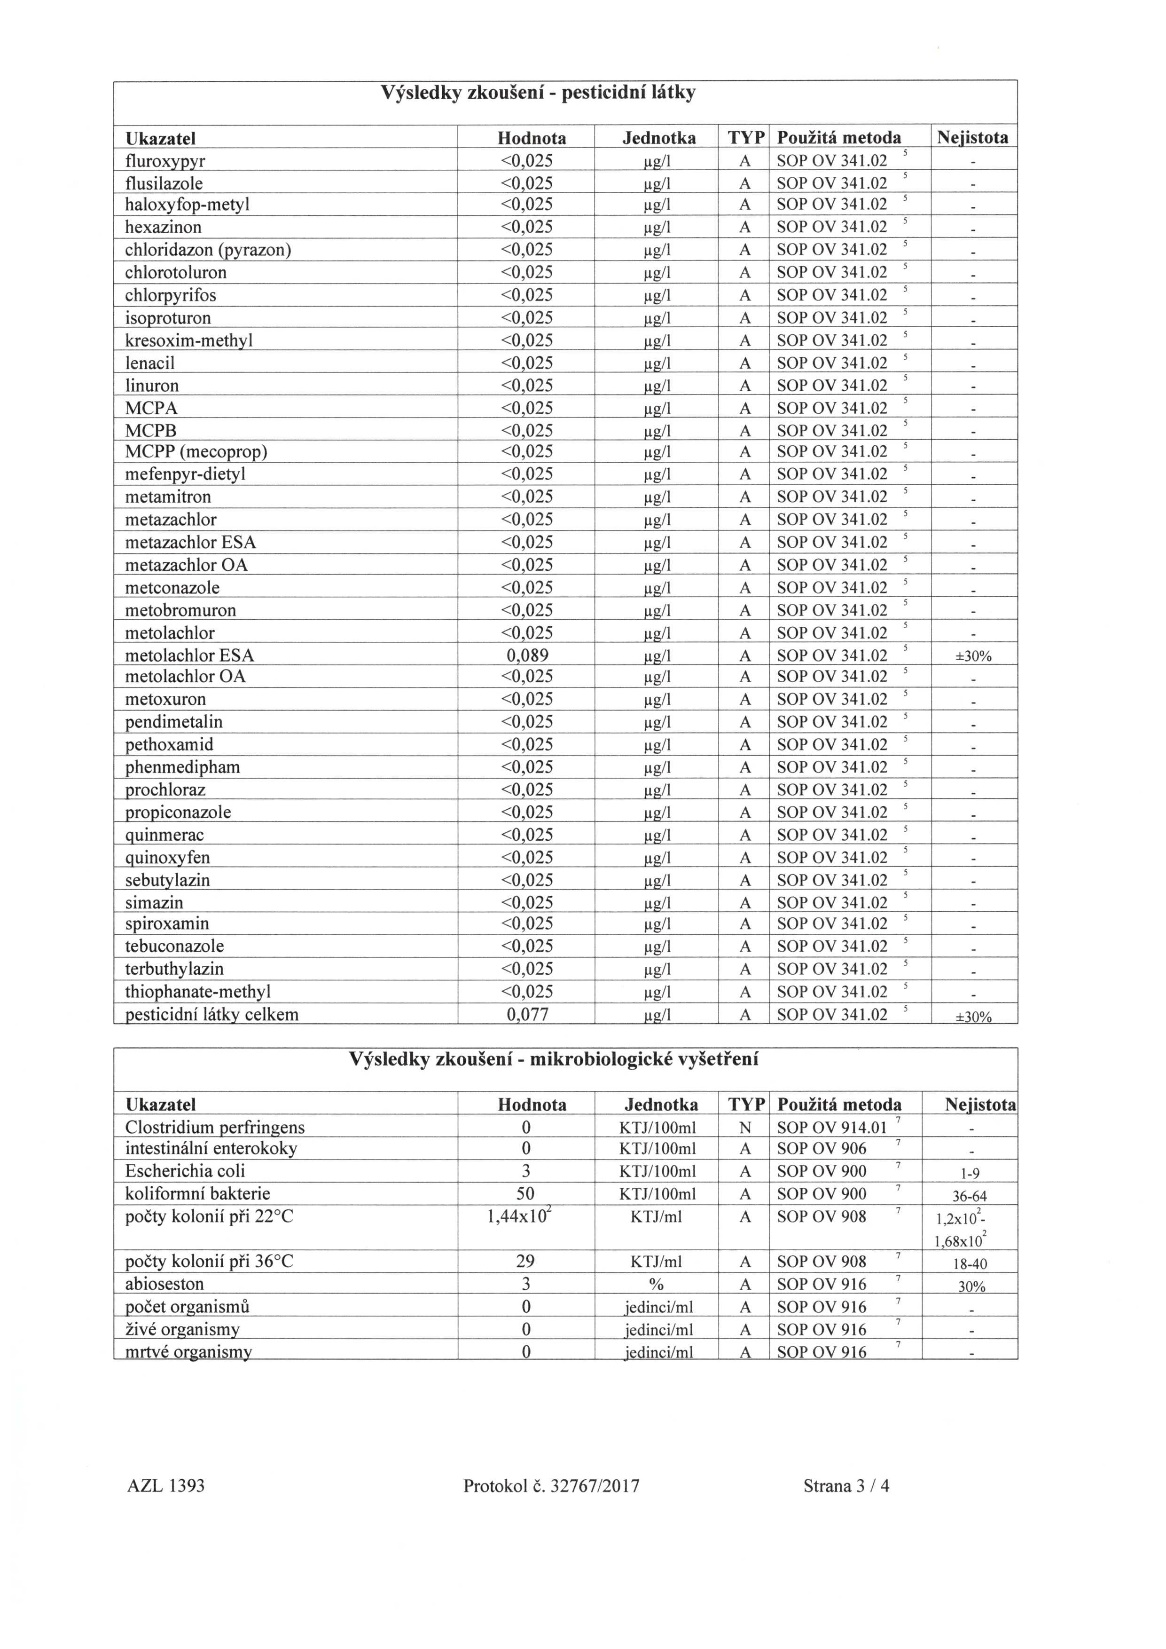 Výsledky zkoušení - pesticidní látky
Ukazatel Hodnota Jednotka TYP Použitá metoda Nejistota
fluroxypyr <0,025 µg/l A SOP OV 341.02 5 -
flusilazole <0,025 µg/l A SOP OV 341.02 5 -
haloxyfop-metyl <0,025 µg/l A SOP OV 341.02 5 -
hexazinon <0,025 µg/l A SOP OV 341.02 5 -
chloridazon (pyrazon) <0,025 µg/l A SOP OV 341.02 5 -
chlorotoluron <0,025 µg/l A SOP OV 341.02 5 -
chlorpyrifos <0,025 µg/l A SOP OV 341.02 5 -
isoproturon <0,025 µg/l A SOP OV 341.02 5 -
kresoxim-methyl <0,025 µg/l A SOP OV 341.02 5 -
lenacil <0,025 µg/l A SOP OV 341.02 5 -
linuron <0,025 µg/l A SOP OV 341.02 5 -
MCPA <0,025 µg/l A SOP OV 341.02 5 -
MCPB <0,025 µg/l A SOP OV 341.02 5 -
MCPP (mecoprop) <0,025 µg/l A SOP OV 341.02 5 -
mefenpyr-dietyl <0,025 µg/l A SOP OV 341.02 5 -
metamitron <0,025 µg/l A SOP OV 341.02 5 -
metazachlor <0,025 µg/l A SOP OV 341.02 5 -
metazachlor ESA <0,025 µg/l A SOP OV 341.02 5 -
metazachlor OA <0,025 µg/l A SOP OV 341.02 5 -
metconazole <0,025 µg/l A SOP OV 341.02 5 -
metobromuron <0,025 µg/l A SOP OV 341.02 5 -
metolachlor <0,025 µg/l A SOP OV 341.02 5 -
metolachlor ESA 0,089 µg/l A SOP OV 341.02 5 ±30%
metolachlor OA <0,025 µg/l A SOP OV 341.02 5 -
metoxuron <0,025 µg/l A SOP OV 341.02 5 -
pendimetalin <0,025 µg/l A SOP OV 341.02 5 -
pethoxamid <0,025 µg/l A SOP OV 341.02 5 -
phenmedipham <0,025 µg/l A SOP OV 341.02 5 -
prochloraz <0,025 µg/l A SOP OV 341.02 5 -
propiconazole <0,025 µg/l A SOP OV 341.02 5 -
quinmerac <0,025 µg/l A SOP OV 341.02 5 -
quinoxyfen <0,025 µg/l A SOP OV 341.02 5 -
sebutylazin <0,025 µg/l A SOP OV 341.02 5 -
simazin <0,025 µg/l A SOP OV 341.02 5 -
spiroxamin <0,025 µg/l A SOP OV 341.02 5 -
tebuconazole <0,025 µg/l A SOP OV 341.02 5 -
terbuthylazin <0,025 µg/l A SOP OV 341.02 5 -
thiophanate-methyl <0,025 µg/l A SOP OV 341.02 5 -
pesticidní látky celkem 0,077 µg/l A SOP OV 341.02 5 ±30%
Výsledky zkoušení - mikrobiologické vyšetření
Ukazatel Hodnota Jednotka TYP Použitá metoda Nejistota
Clostridium perfringens 0 KTJ/100ml N SOP OV 914.01 7 -
intestinální enterokoky 0 KTJ/100ml A SOP OV 906 7 -
Escherichia coli 3 KTJ/100ml A SOP OV 900 7 1-9
koliformní bakterie 50 KTJ/100ml A SOP OV 900 7 36-64
počty kolonií při 22°C 1,44x10² KTJ/ml A SOP OV 908 7 1,2x10²-
1,68x10²
počty kolonií při 36°C 29 KTJ/ml A SOP OV 908 7 18-40
abioseston 3 % A SOP OV 916 7 30%
počet organismů 0 jedinci/ml A SOP OV 916 7 -
živé organismy 0 jedinci/ml A SOP OV 916 7 -
mrtvé organismy 0 jedinci/ml A SOP OV 916 7 -
AZL 1393 Protokol č. 32767/2017 Strana 3 / 4